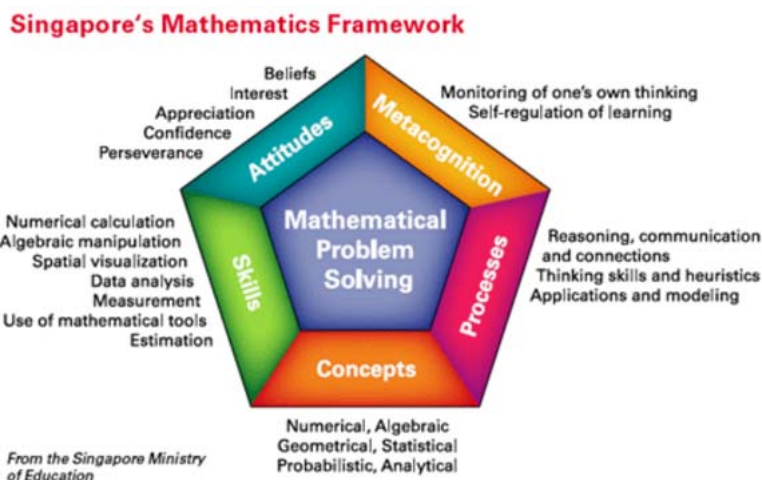 Singapore's Mathematics Framework
Beliefs
Interest
Appreciation
Confidence
Perseverance
Attitudes
Metacognition
Monitoring of one's own thinking
Self-regulation of learning
Numerical calculation
Algebraic manipulation
Spatial visualization
Data analysis
Measurement
Use of mathematical tools
Estimation
Skills
Mathematical
Problem
Solving
Processes
Reasoning, communication
and connections
Thinking skills and heuristics
Applications and modeling
Concepts
Numerical, Algebraic
Geometrical, Statistical
Probabilistic, Analytical
From the Singapore Ministry
of Education